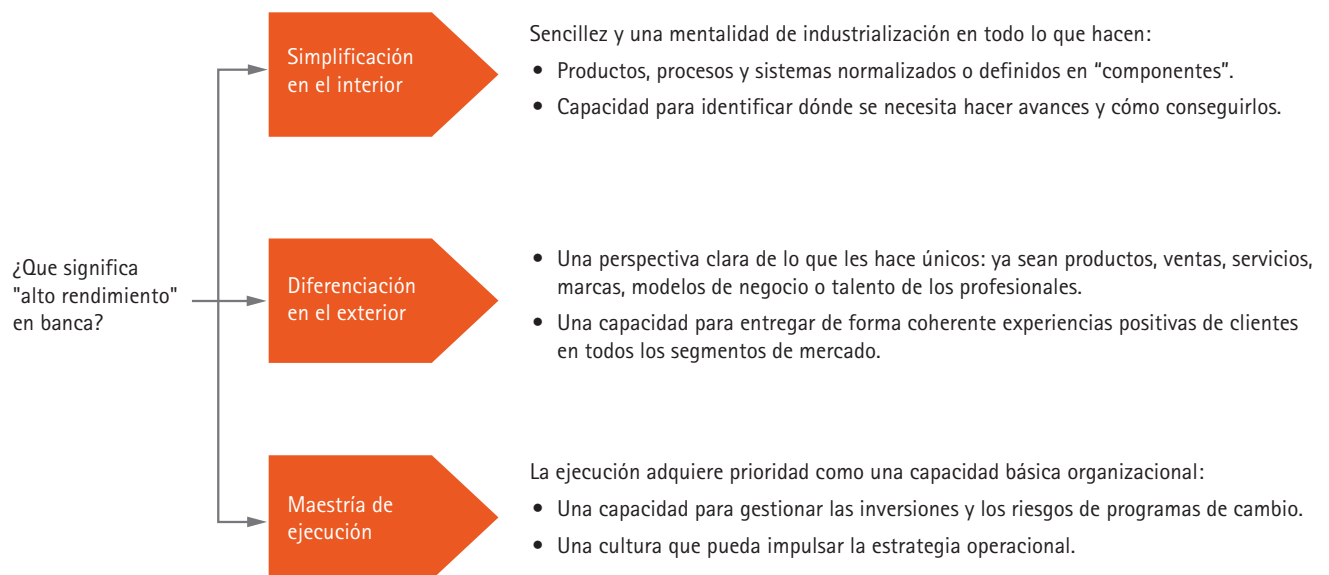 ¿Que significa
"alto rendimiento"
en banca?
Simplificación
en el interior
Sencillez y una mentalidad de industrialización en todo lo que hacen:
• Productos, procesos y sistemas normalizados o definidos en “componentes”.
• Capacidad para identificar dónde se necesita hacer avances y cómo conseguirlos.
Diferenciación
en el exterior
• Una perspectiva clara de lo que les hace únicos: ya sean productos, ventas, servicios,
marcas, modelos de negocio o talento de los profesionales.
• Una capacidad para entregar de forma coherente experiencias positivas de clientes
en todos los segmentos de mercado.
Maestría de
ejecución
La ejecución adquiere prioridad como una capacidad básica organizacional:
• Una capacidad para gestionar las inversiones y los riesgos de programas de cambio.
• Una cultura que pueda impulsar la estrategia operacional.